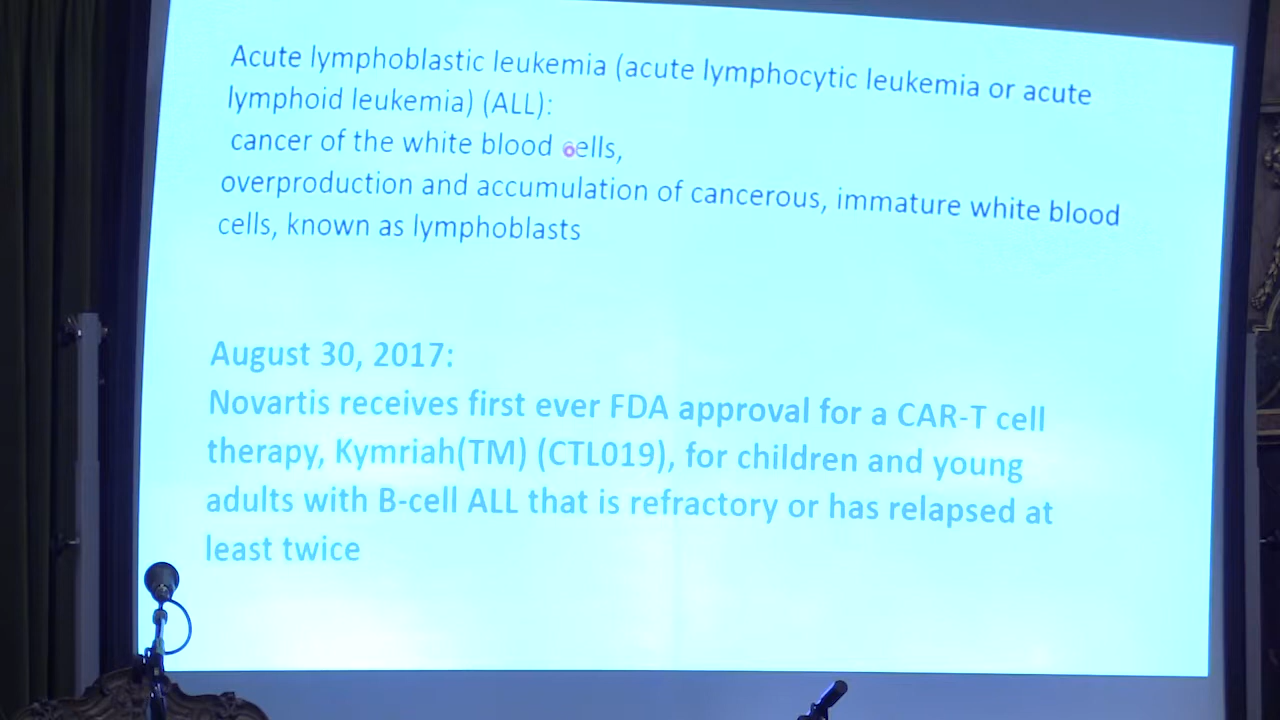 Acute lymphoblastic leukemia (acute lymphocytic leukemia or acute
lymphoid leukemia) (ALL):
cancer of the white blood cells,
overproduction and accumulation of cancerous, immature white blood
cells, known as lymphoblasts
August 30, 2017:
Novartis receives first ever FDA approval for a CAR-T cell
therapy, Kymriah(TM) (CTL019), for children and young
adults with B-cell ALL that is refractory or has relapsed at
least twice